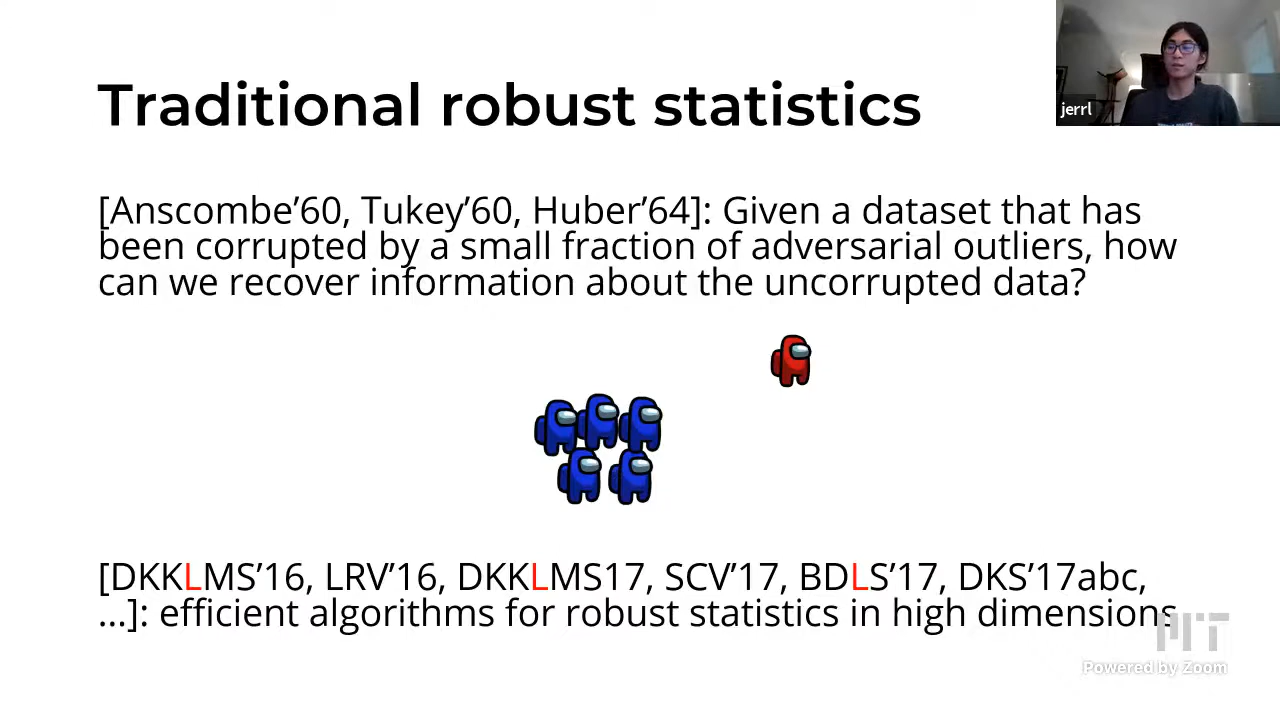 Traditional robust statistics
jerrl
[Anscombe’60, Tukey’60, Huber’64]: Given a dataset that has
been corrupted by a small fraction of adversarial outliers, how
can we recover information about the uncorrupted data?
[DKKLMS’16, LRV’16, DKKLMS17, SCV’17, BDLS’17, DKS’17abc,
...]: efficient algorithms for robust statistics in high dimensions
MIT
Powered by Zoom